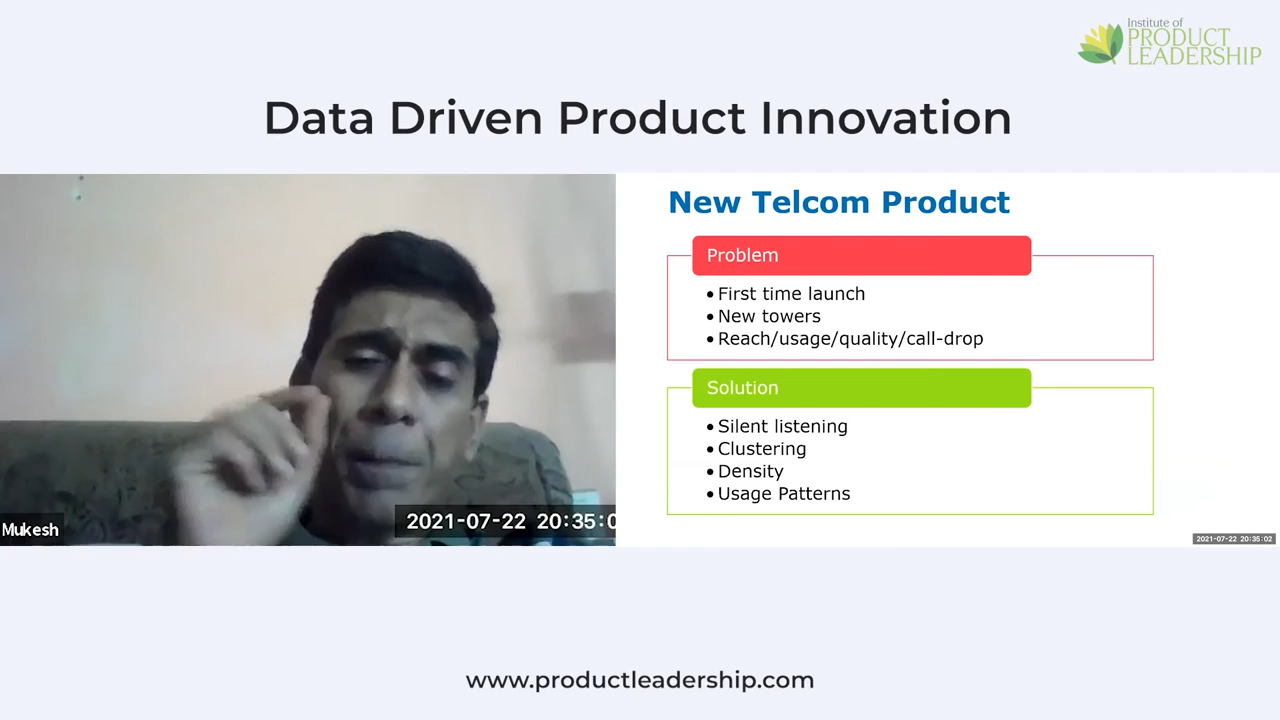 Institute of
PRODUCT
LEADERSHIP
Data Driven Product Innovation
New Telcom Product
Problem
• First time launch
• New towers
• Reach/usage/quality/call-drop
Solution
• Silent listening
• Clustering
• Density
• Usage Patterns
Mukesh
2021-07-22 20:35:0
2021-07-22 20:35:02
www.productleadership.com